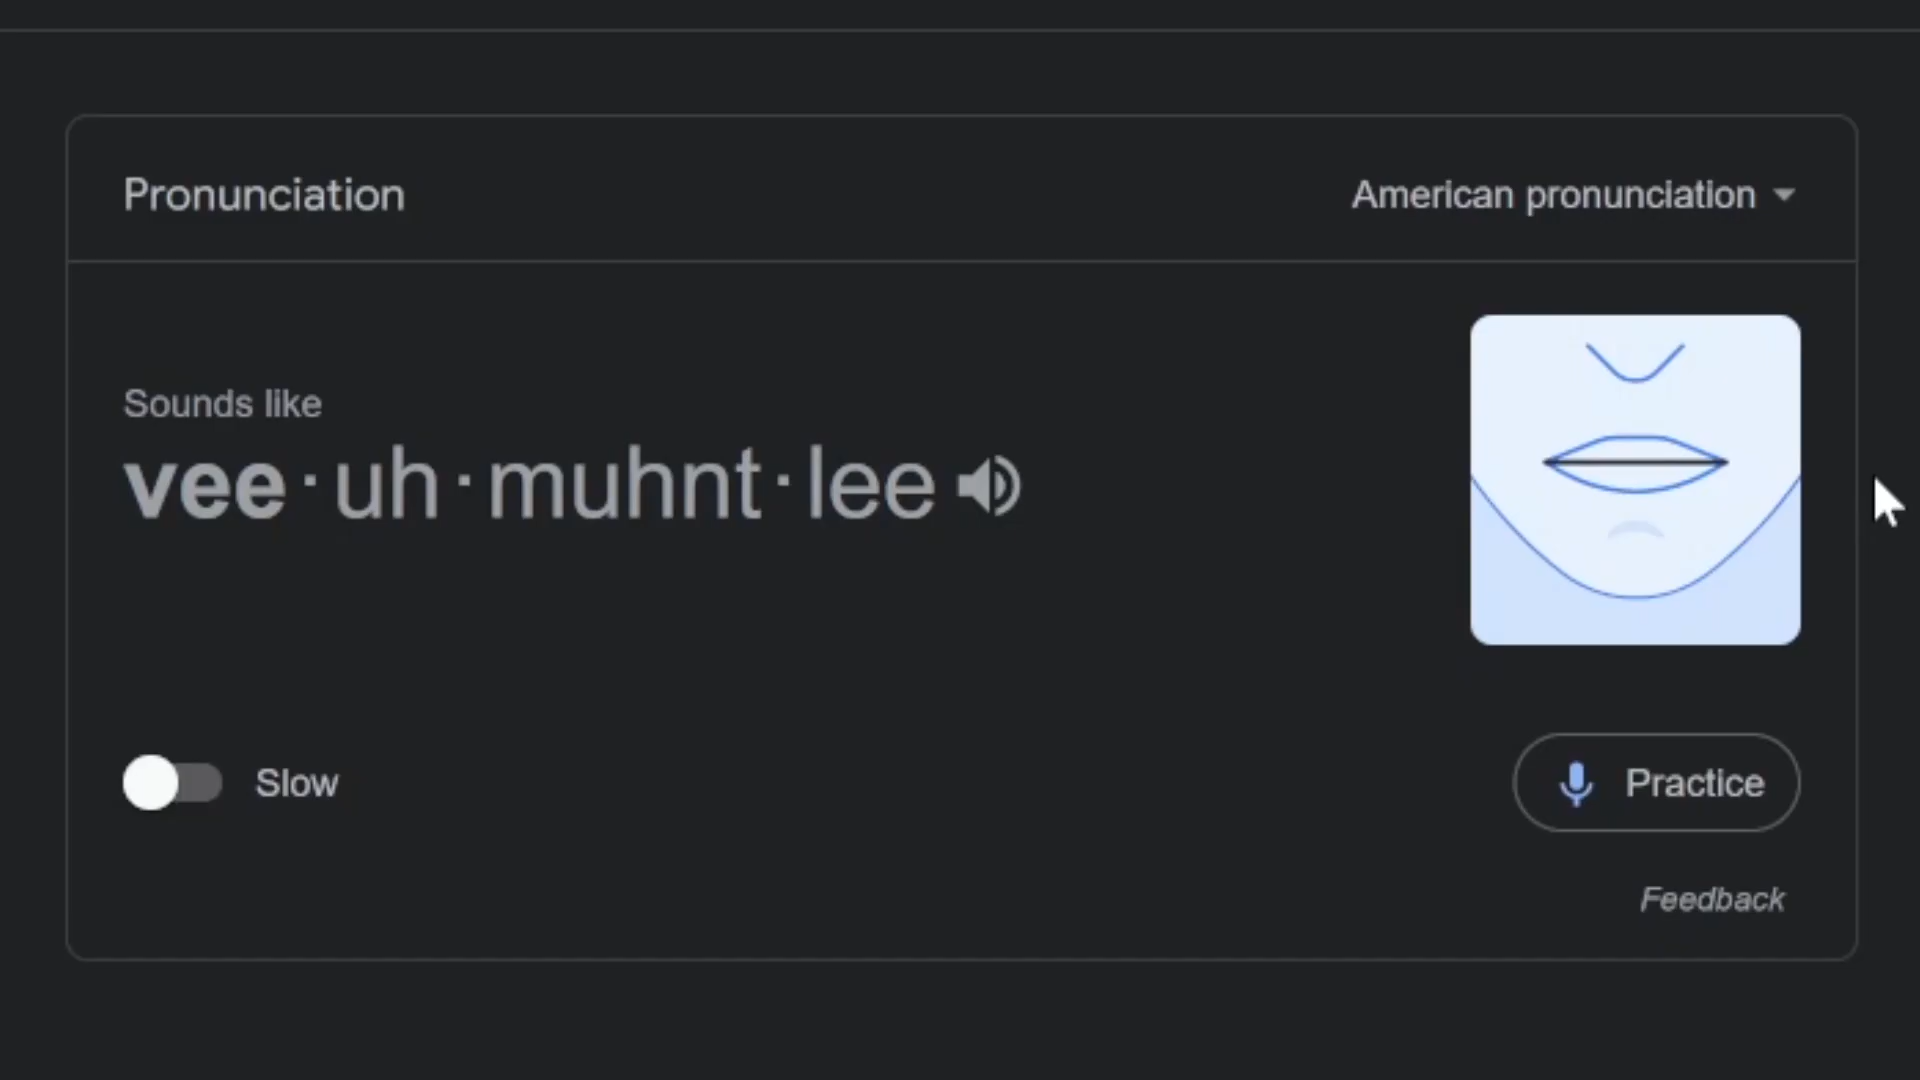 Pronunciation
American pronunciation
Sounds like
vee·uh·muhnt·lee
Slow
Practice
Feedback